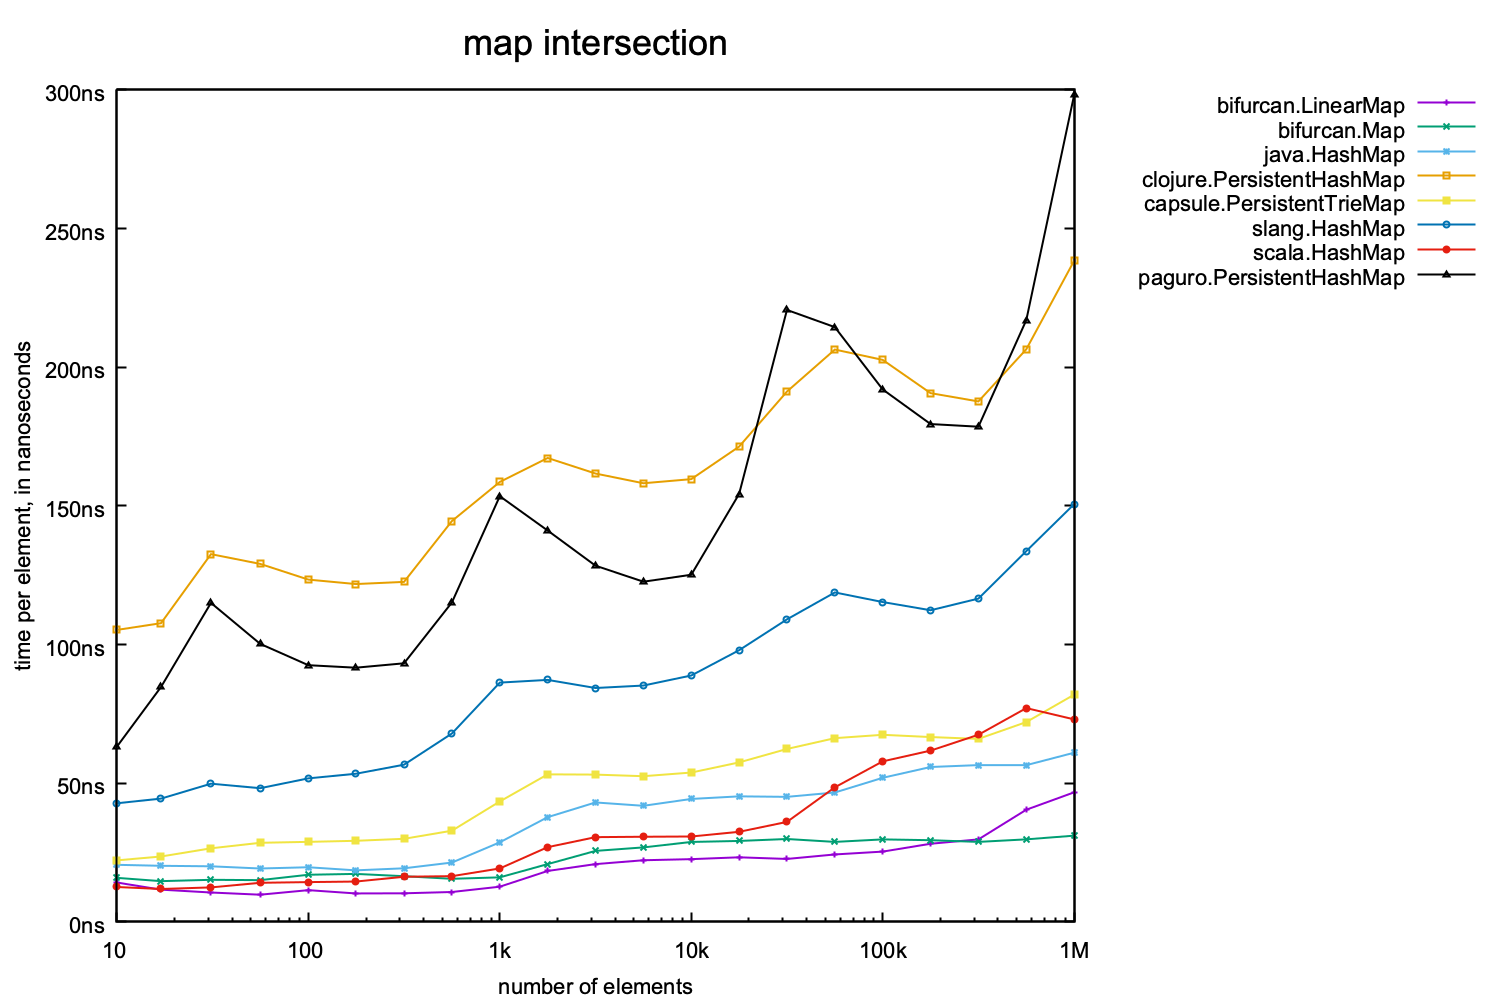 map intersection
300ns
250ns
200ns
150ns
100ns
50ns
0ns
time per element, in nanoseconds
10 100 1k 10k 100k 1M
number of elements
bifurcan.LinearMap
bifurcan.Map
java.HashMap
clojure.PersistentHashMap
capsule.PersistentTrieMap
slang.HashMap
scala.HashMap
paguro.PersistentHashMap